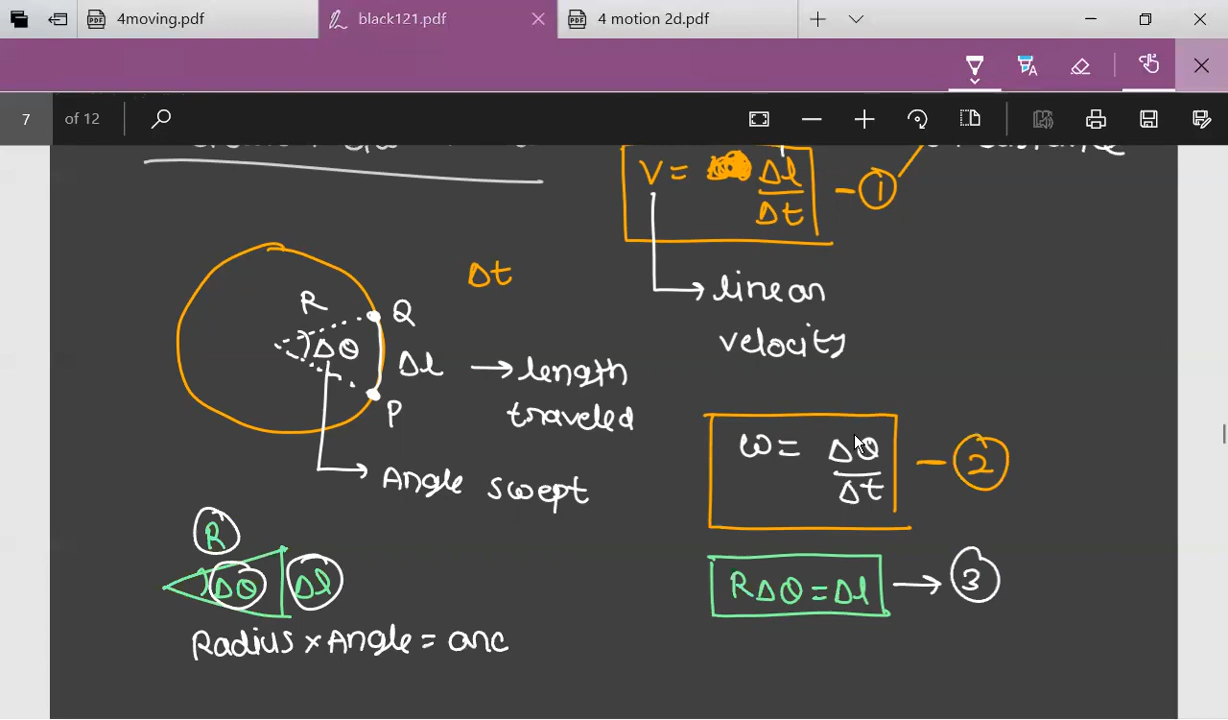 4moving.pdf
black121.pdf
4 motion 2d.pdf
7 of 12
V = Δl/Δt - 1
Δt
linear
velocity
R
Q
Δθ
Δl → length
traveled
P
Angle swept
ω = Δθ/Δt - 2
R
Δθ Δl
RΔθ = Δl → 3
Radius × Angle = arc